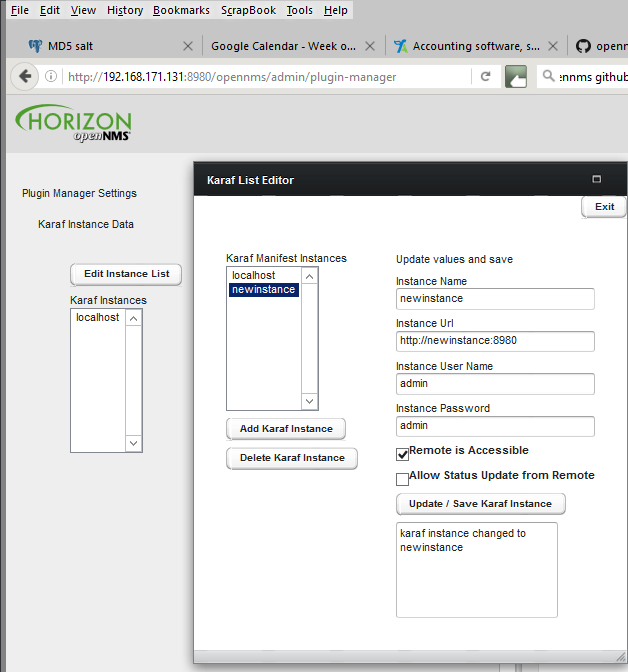 File Edit View History Bookmarks ScrapBook Tools Help
MD5 salt
Google Calendar - Week o...
Accounting software, s...
openn
http://192.168.171.131:8980/opennms/admin/plugin-manager
ennms github
HORIZON
openNMS
Karaf List Editor
Exit
Plugin Manager Settings
Karaf Instance Data
Edit Instance List
Karaf Instances
localhost
Karaf Manifest Instances
localhost
newinstance
Add Karaf Instance
Delete Karaf Instance
Update values and save
Instance Name
newinstance
Instance Url
http://newinstance:8980
Instance User Name
admin
Instance Password
admin
Remote is Accessible
Allow Status Update from Remote
Update / Save Karaf Instance
karaf instance changed to
newinstance